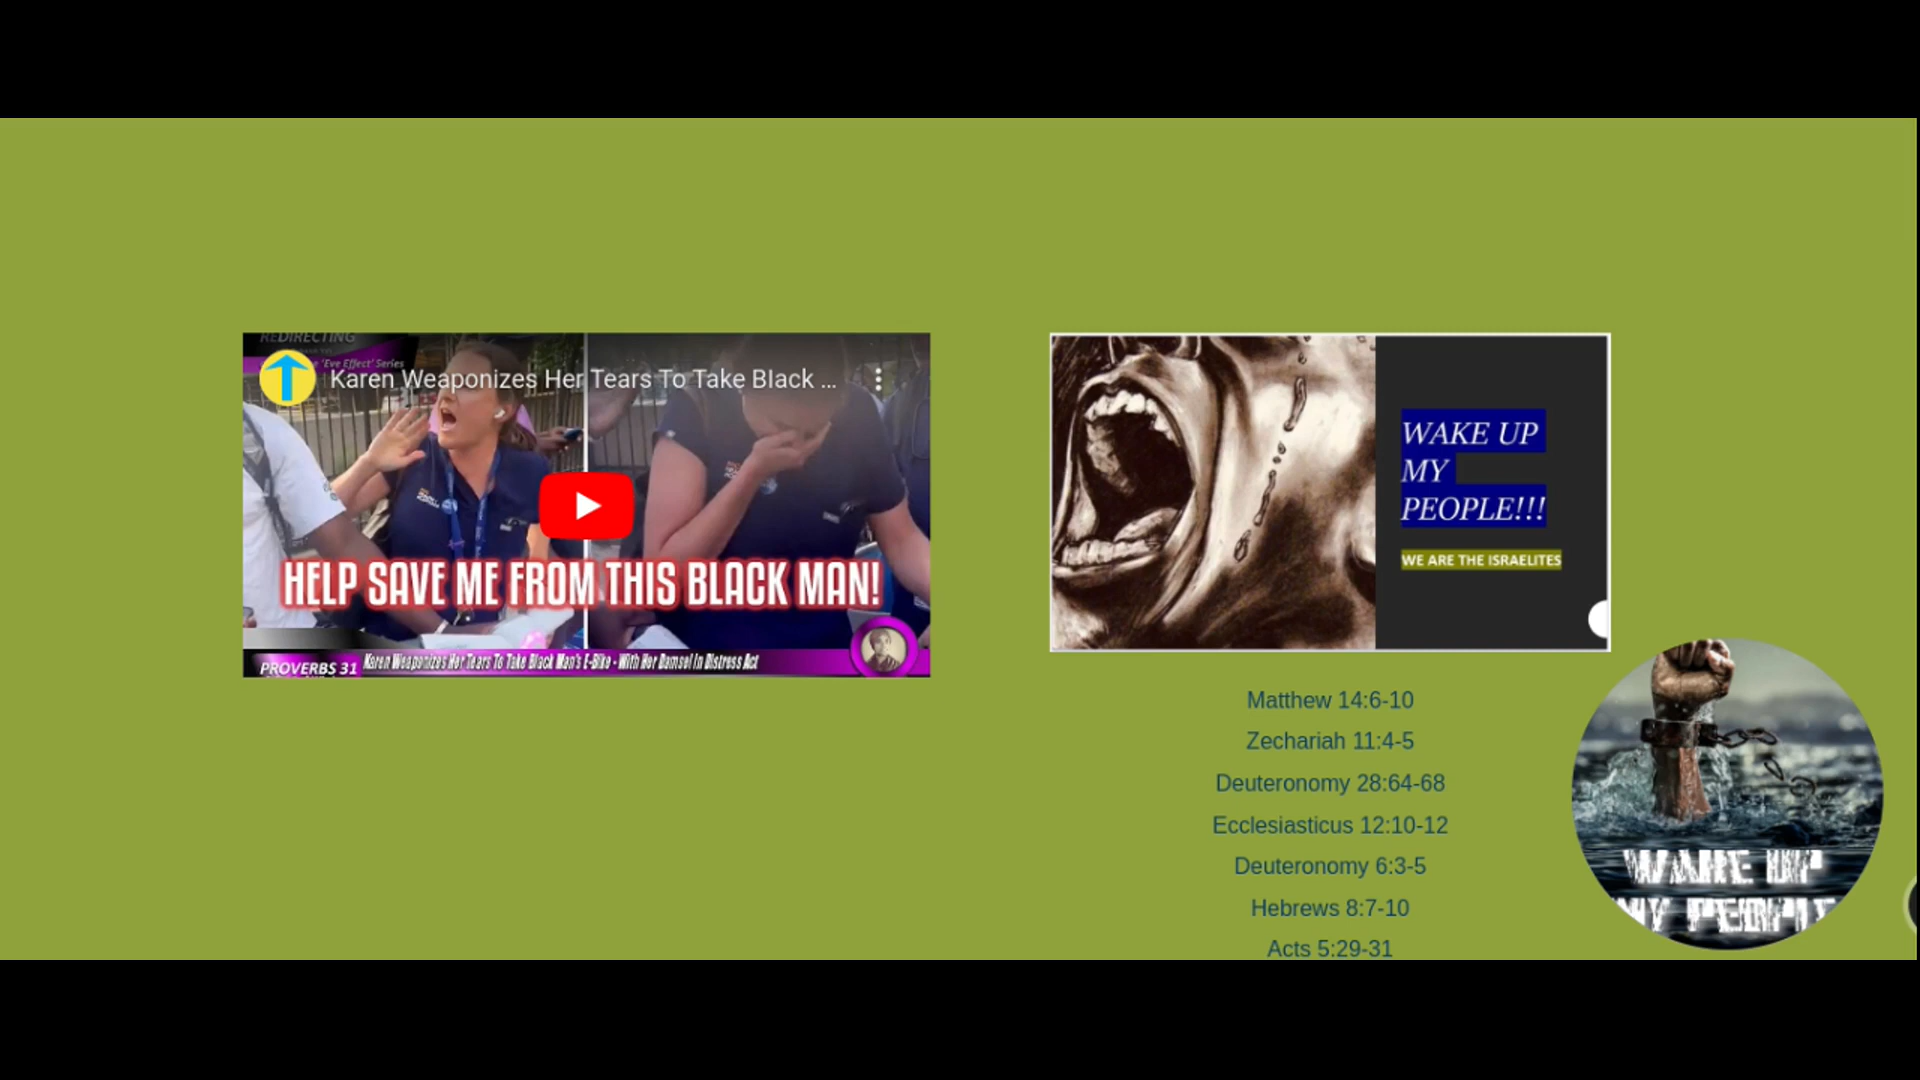 REDIRECTING
'Eve Effect' Series
Karen Weaponizes Her Tears To Take Black ...
HELP SAVE ME FROM THIS BLACK MAN!
PROVERBS 31
Karen Weaponizes Her Tears To Take Black Man's E-Bike - With Her Damsel In Distress Act
WAKE UP
MY
PEOPLE!!!
WE ARE THE ISRAELITES
Matthew 14:6-10
Zechariah 11:4-5
Deuteronomy 28:64-68
Ecclesiasticus 12:10-12
Deuteronomy 6:3-5
Hebrews 8:7-10
Acts 5:29-31
WAKE UP
MY PEOPLE